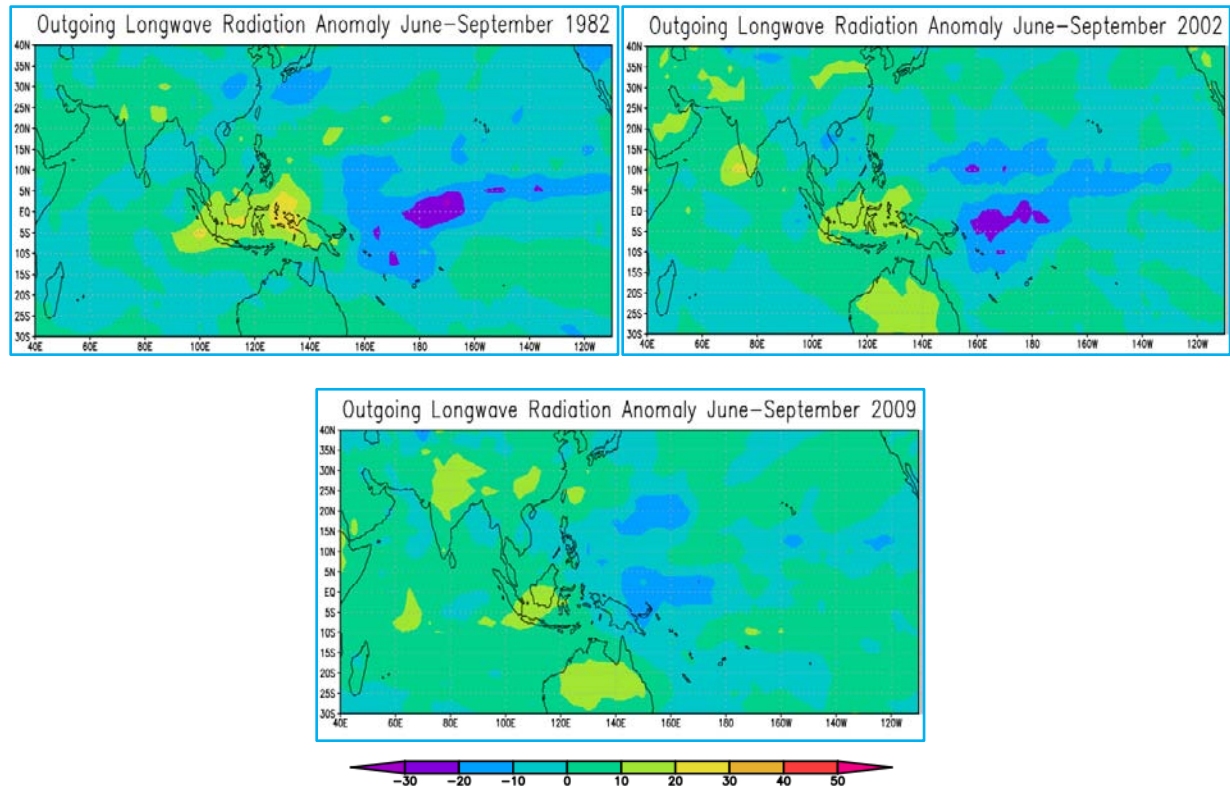 Outgoing Longwave Radiation Anomaly June-September 1982
40N
35N
30N
25N
20N
15N
10N
5N
EQ
5S
10S
15S
20S
25S
30S
40E 60E 80E 100E 120E 140E 160E 180 160W 140W 120W
Outgoing Longwave Radiation Anomaly June-September 2002
40N
35N
30N
25N
20N
15N
10N
5N
EQ
5S
10S
15S
20S
25S
30S
40E 60E 80E 100E 120E 140E 160E 180 160W 140W 120W
Outgoing Longwave Radiation Anomaly June-September 2009
40N
35N
30N
25N
20N
15N
10N
5N
EQ
5S
10S
15S
20S
25S
30S
40E 60E 80E 100E 120E 140E 160E 180 160W 140W 120W
-30 -20 -10 0 10 20 30 40 50